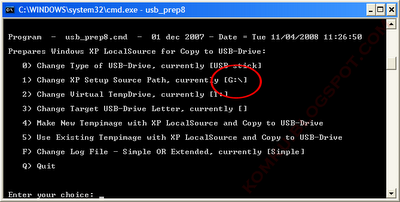 C:\WINDOWS\system32\cmd.exe - usb_prep8
Program - usb_prep8.cmd - 01 dec 2007 - Date = Tue 11/04/2008 11:26:50
Prepares Windows XP LocalSource for Copy to USB-Drive:
0) Change Type of USB-Drive, currently [USB-stick]
1) Change XP Setup Source Path, currently [G:\]
2) Change Virtual TempDrive, currently [T:]
3) Change Target USB-Drive Letter, currently []
4) Make New Tempimage with XP LocalSource and Copy to USB-Drive
5) Use Existing Tempimage with XP LocalSource and Copy to USB-Drive
F) Change Log File - Simple OR Extended, currently [Simple]
Q) Quit
Enter your choice: _